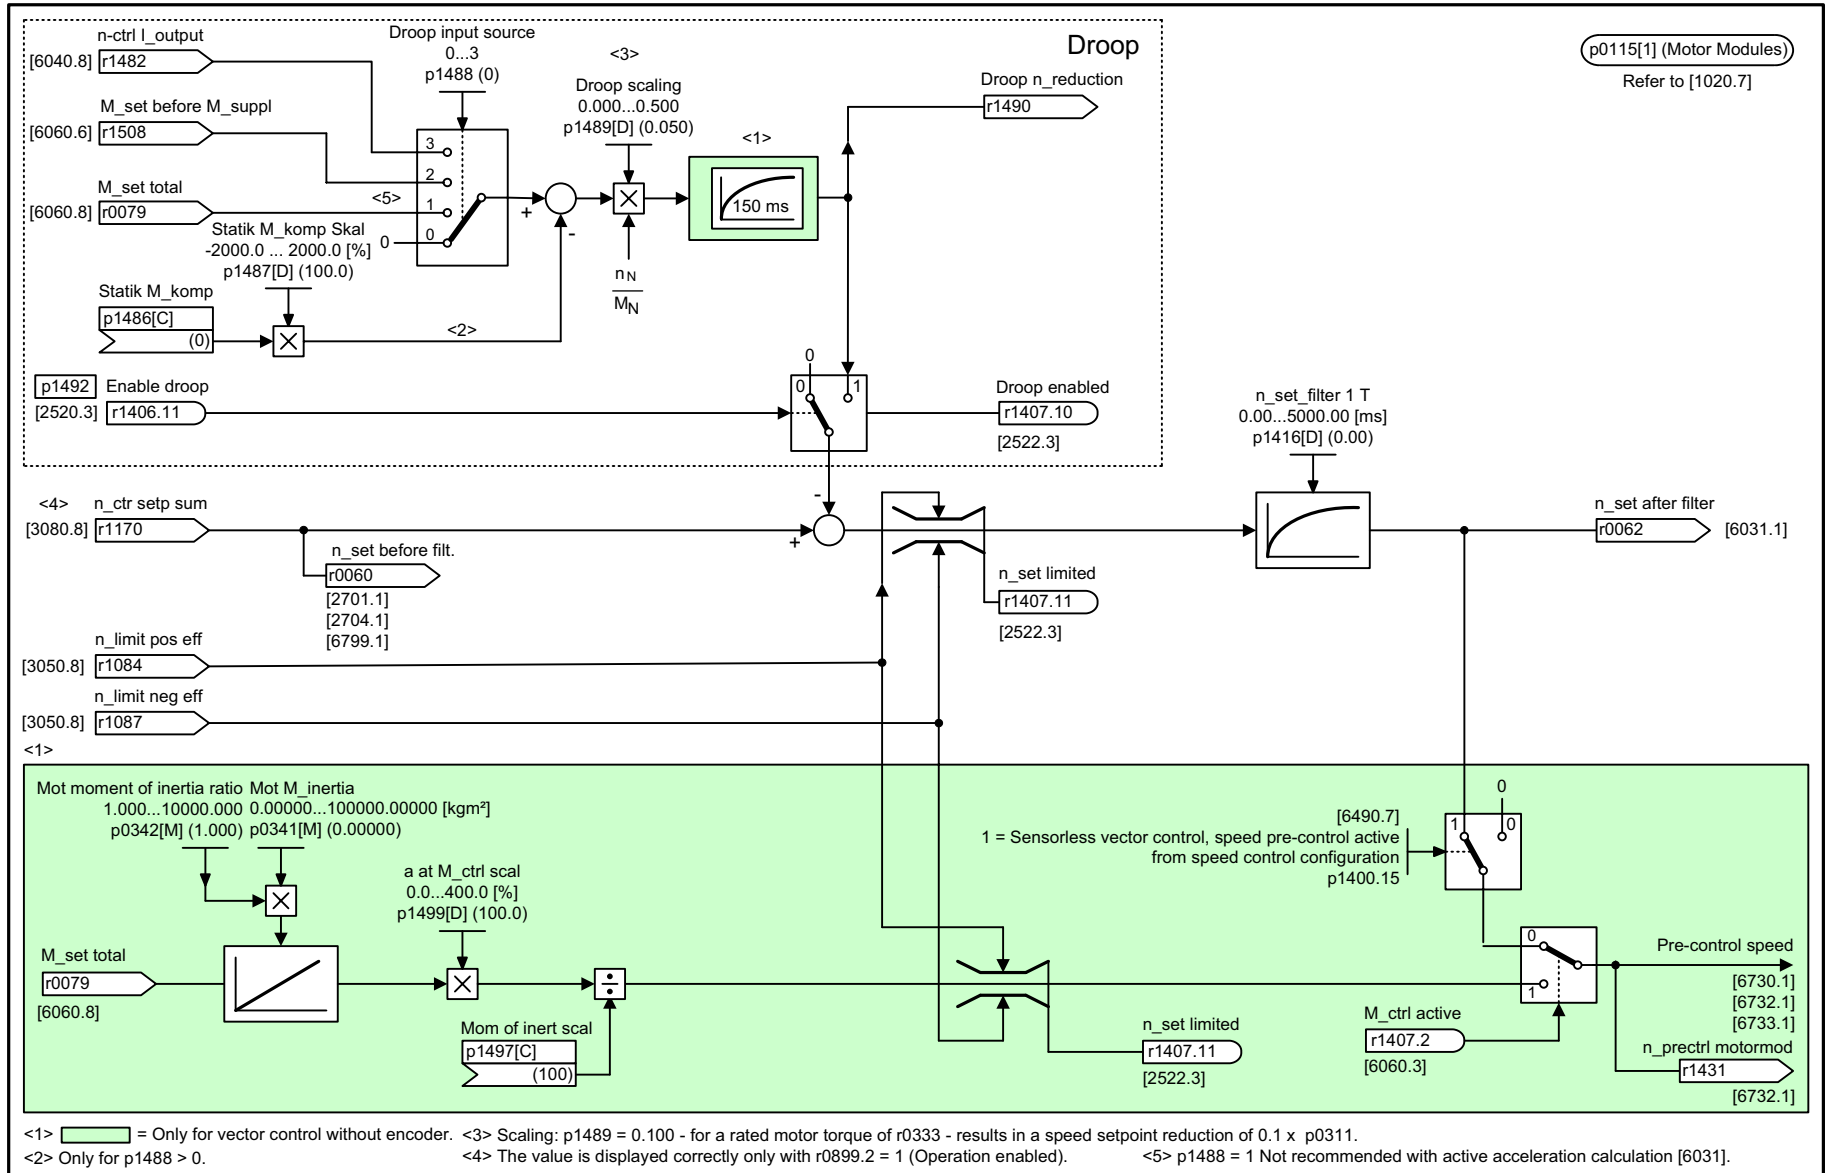 Droop
p0115[1] (Motor Modules)
Refer to [1020.7]
n-ctrl I_output
[6040.8] r1482
Droop input source
0...3
p1488 (0)
<3>
Droop scaling
0.000...0.500
p1489[D] (0.050)
Droop n_reduction
r1490
M_set before M_suppl
[6060.6] r1508
<1>
3
2
1
0
0
150 ms
+
-
M_set total
[6060.8] r0079
<5>
Statik M_komp Skal
-2000.0 ... 2000.0 [%]
p1487[D] (100.0)
nN
MN
Statik M_komp
p1486[C]
(0)
<2>
p1492 Enable droop
[2520.3] r1406.11
0
0 1
Droop enabled
r1407.10
[2522.3]
n_set_filter 1 T
0.00...5000.00 [ms]
p1416[D] (0.00)
<4> n_ctr setp sum
[3080.8] r1170
-
+
n_set before filt.
r0060
[2701.1]
[2704.1]
[6799.1]
n_set limited
r1407.11
[2522.3]
n_set after filter
r0062 [6031.1]
n_limit pos eff
[3050.8] r1084
n_limit neg eff
[3050.8] r1087
<1>
Mot moment of inertia ratio Mot M_inertia
1.000...10000.000 0.00000...100000.00000 [kgm²]
p0342[M] (1.000) p0341[M] (0.00000)
a at M_ctrl scal
0.0...400.0 [%]
p1499[D] (100.0)
[6490.7]
1 = Sensorless vector control, speed pre-control active
from speed control configuration
p1400.15
0
1 0
M_set total
r0079
[6060.8]
Mom of inert scal
p1497[C]
(100)
n_set limited
r1407.11
[2522.3]
0
1
M_ctrl active
r1407.2
[6060.3]
Pre-control speed
[6730.1]
[6732.1]
[6733.1]
n_prectrl motormod
r1431
[6732.1]
<1> = Only for vector control without encoder. <3> Scaling: p1489 = 0.100 - for a rated motor torque of r0333 - results in a speed setpoint reduction of 0.1 x p0311.
<2> Only for p1488 > 0. <4> The value is displayed correctly only with r0899.2 = 1 (Operation enabled). <5> p1488 = 1 Not recommended with active acceleration calculation [6031].